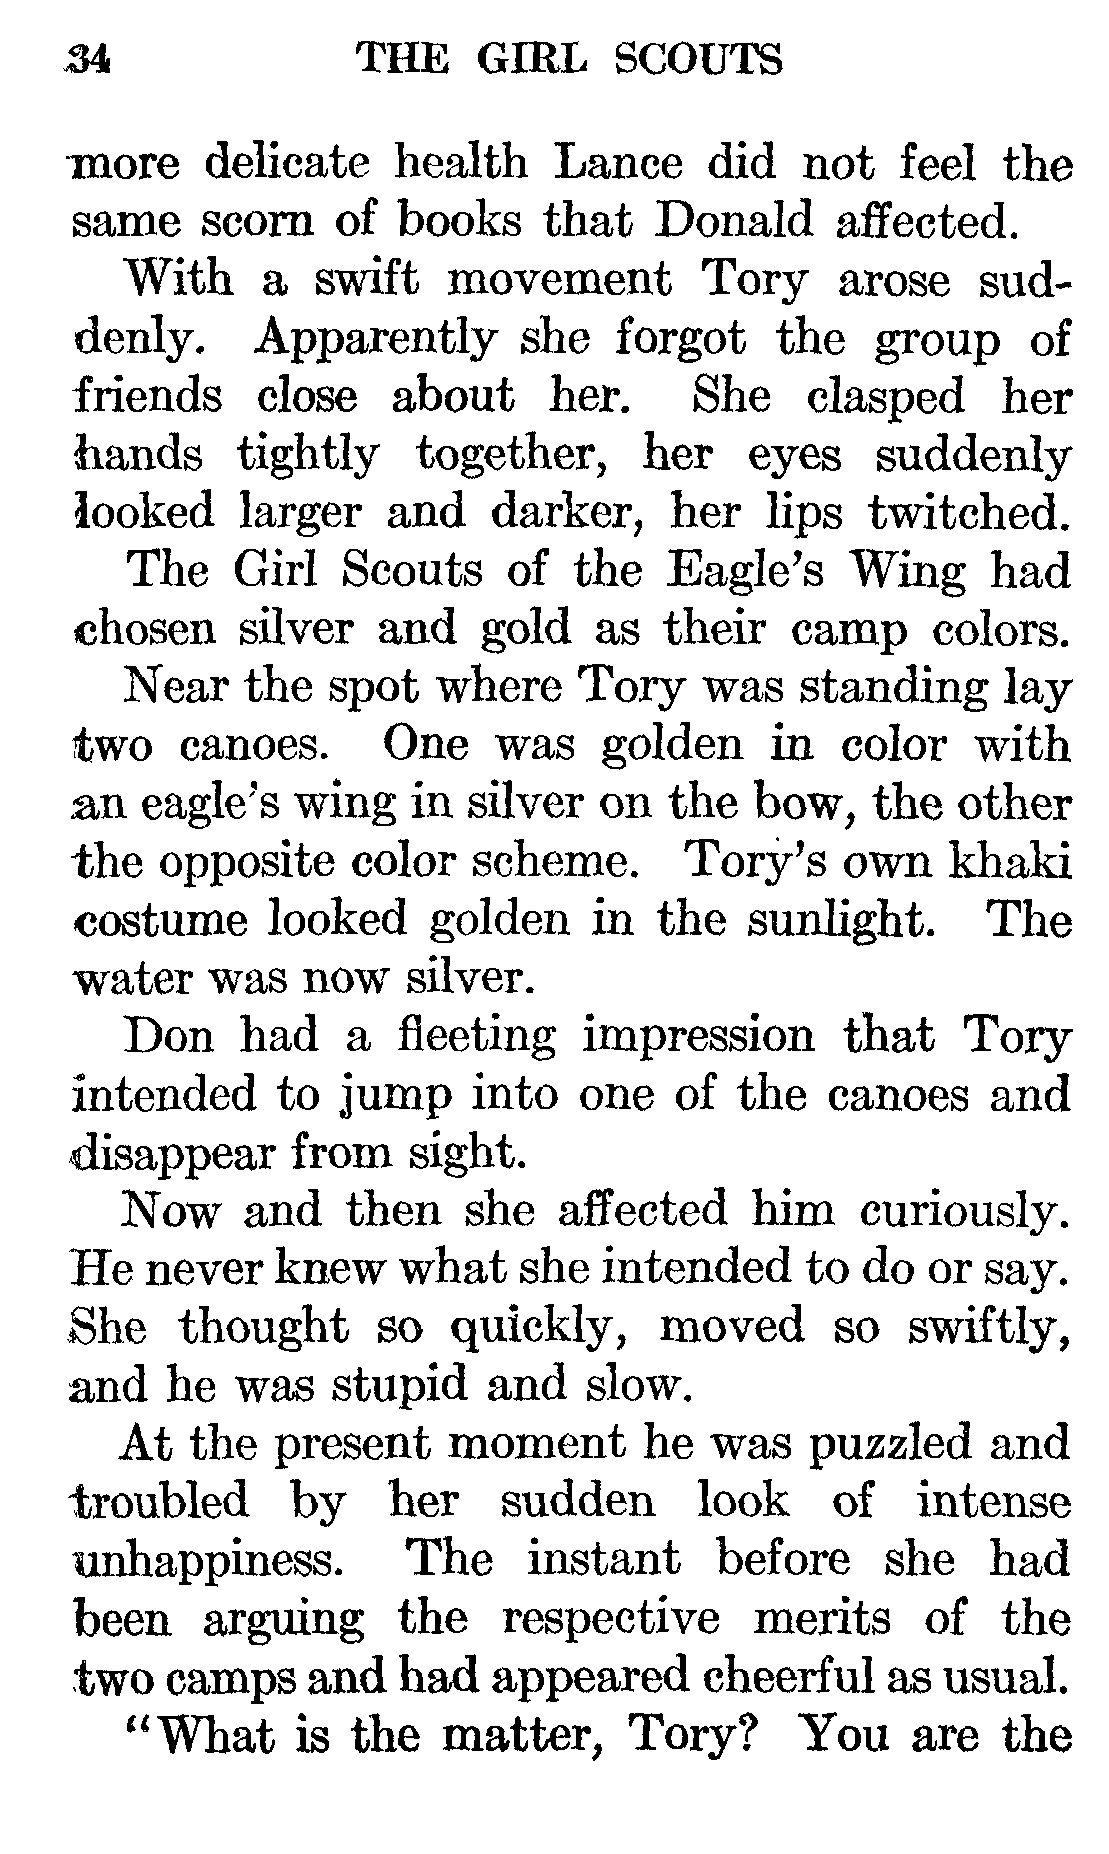 34 THE GIRL SCOUTS
more delicate health Lance did not feel the
same scorn of books that Donald affected.
With a swift movement Tory arose sud-
denly. Apparently she forgot the group of
friends close about her. She clasped her
hands tightly together, her eyes suddenly
looked larger and darker, her lips twitched.
The Girl Scouts of the Eagle's Wing had
chosen silver and gold as their camp colors.
Near the spot where Tory was standing lay
two canoes. One was golden in color with
an eagle's wing in silver on the bow, the other
the opposite color scheme. Tory's own khaki
costume looked golden in the sunlight. The
water was now silver.
Don had a fleeting impression that Tory
intended to jump into one of the canoes and
disappear from sight.
Now and then she affected him curiously.
He never knew what she intended to do or say.
She thought so quickly, moved so swiftly,
and he was stupid and slow.
At the present moment he was puzzled and
troubled by her sudden look of intense
unhappiness. The instant before she had
been arguing the respective merits of the
two camps and had appeared cheerful as usual.
"What is the matter, Tory? You are the